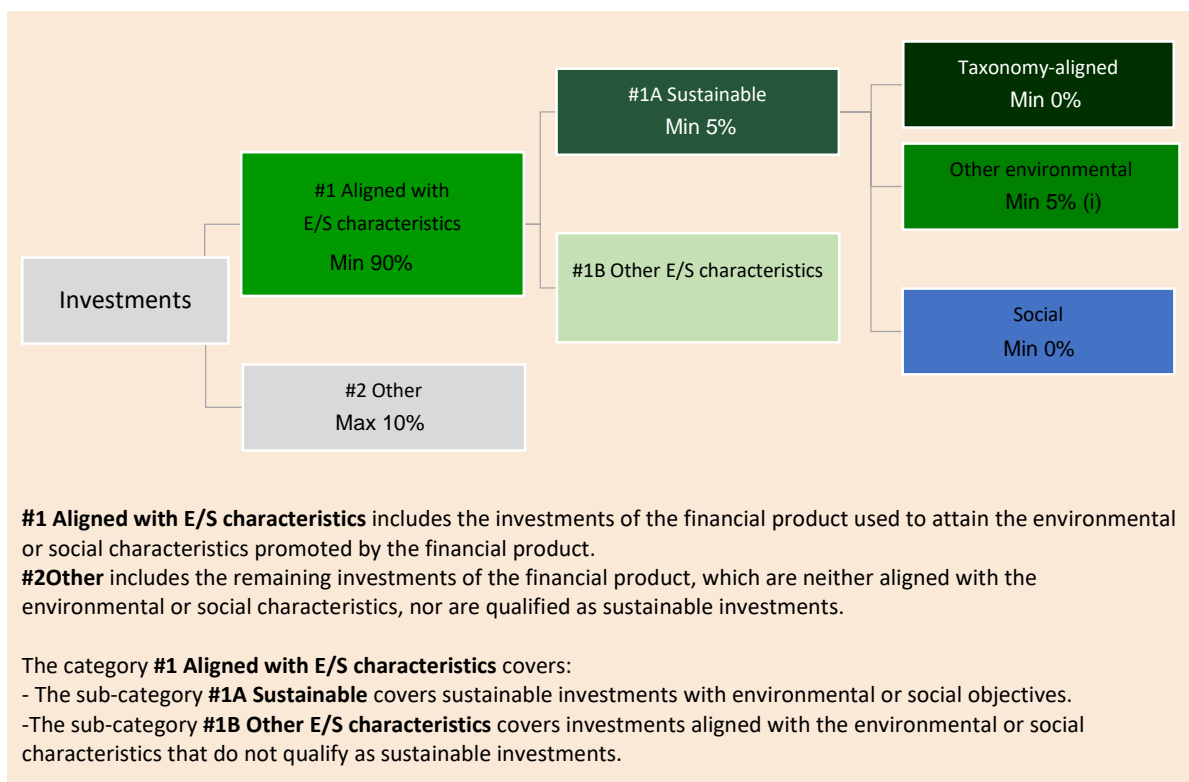 Investments
#1 Aligned with
E/S characteristics
Min 90%
#2 Other
Max 10%
#1A Sustainable
Min 5%
#1B Other E/S characteristics
Taxonomy-aligned
Min 0%
Other environmental
Min 5% (i)
Social
Min 0%
#1 Aligned with E/S characteristics includes the investments of the financial product used to attain the environmental
or social characteristics promoted by the financial product.
#2Other includes the remaining investments of the financial product, which are neither aligned with the
environmental or social characteristics, nor are qualified as sustainable investments.
The category #1 Aligned with E/S characteristics covers:
- The sub-category #1A Sustainable covers sustainable investments with environmental or social objectives.
-The sub-category #1B Other E/S characteristics covers investments aligned with the environmental or social
characteristics that do not qualify as sustainable investments.